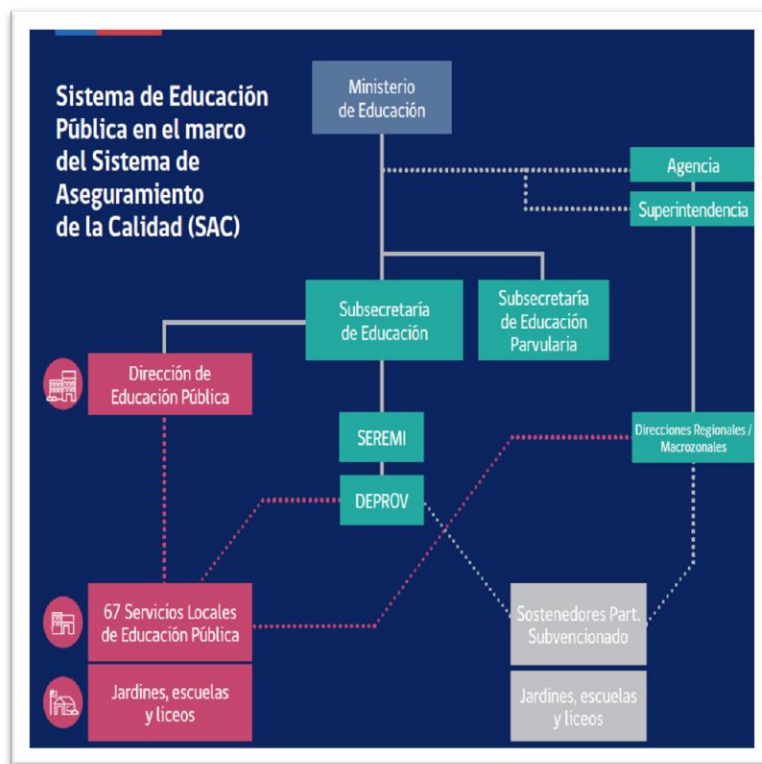 Sistema de Educación
Pública en el marco
del Sistema de
Aseguramiento
de la Calidad (SAC)
Ministerio
de Educación
Agencia
Superintendencia
Subsecretaría
de Educación
Subsecretaría
de Educación
Parvularia
Dirección de
Educación Pública
SEREMI
Direcciones Regionales /
Macrozonales
DEPROV
67 Servicios Locales
de Educación Pública
Sostenedores Part.
Subvencionado
Jardines, escuelas
y liceos
Jardines, escuelas
y liceos